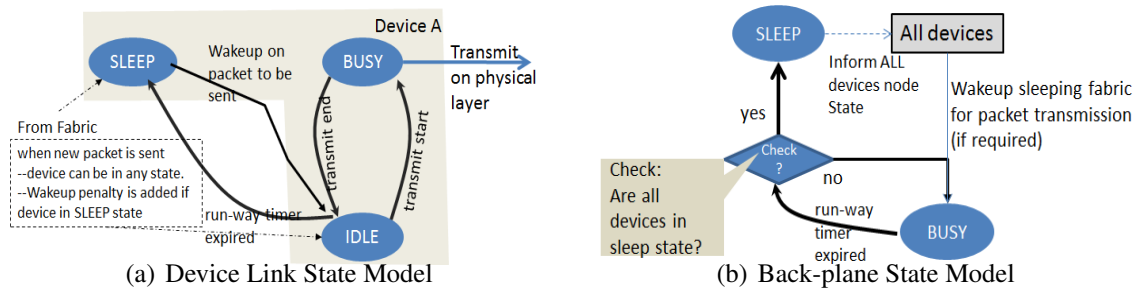 Device A
SLEEP
Wakeup on
packet to be
sent
BUSY
Transmit
on physical
layer
transmit end
transmit start
From Fabric
when new packet is sent
--device can be in any state.
--Wakeup penalty is added if
device in SLEEP state
run-way timer
expired
IDLE
(a) Device Link State Model
SLEEP
All devices
Inform ALL
devices node
State
Wakeup sleeping fabric
for packet transmission
(if required)
yes
Check
?
no
Check:
Are all
devices in
sleep state?
run-way
timer
expired
BUSY
(b) Back-plane State Model